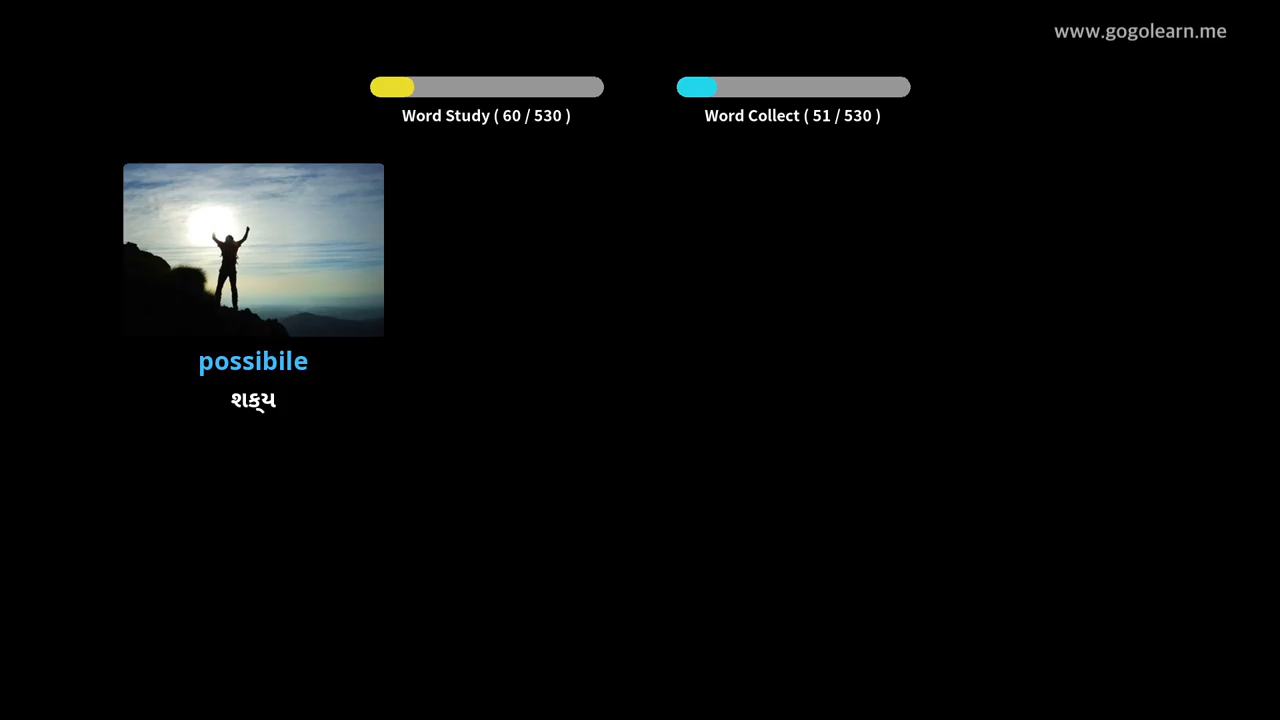 www.gogolearn.me
Word Study ( 60 / 530 )
Word Collect ( 51 / 530 )
possibile
શક્ય